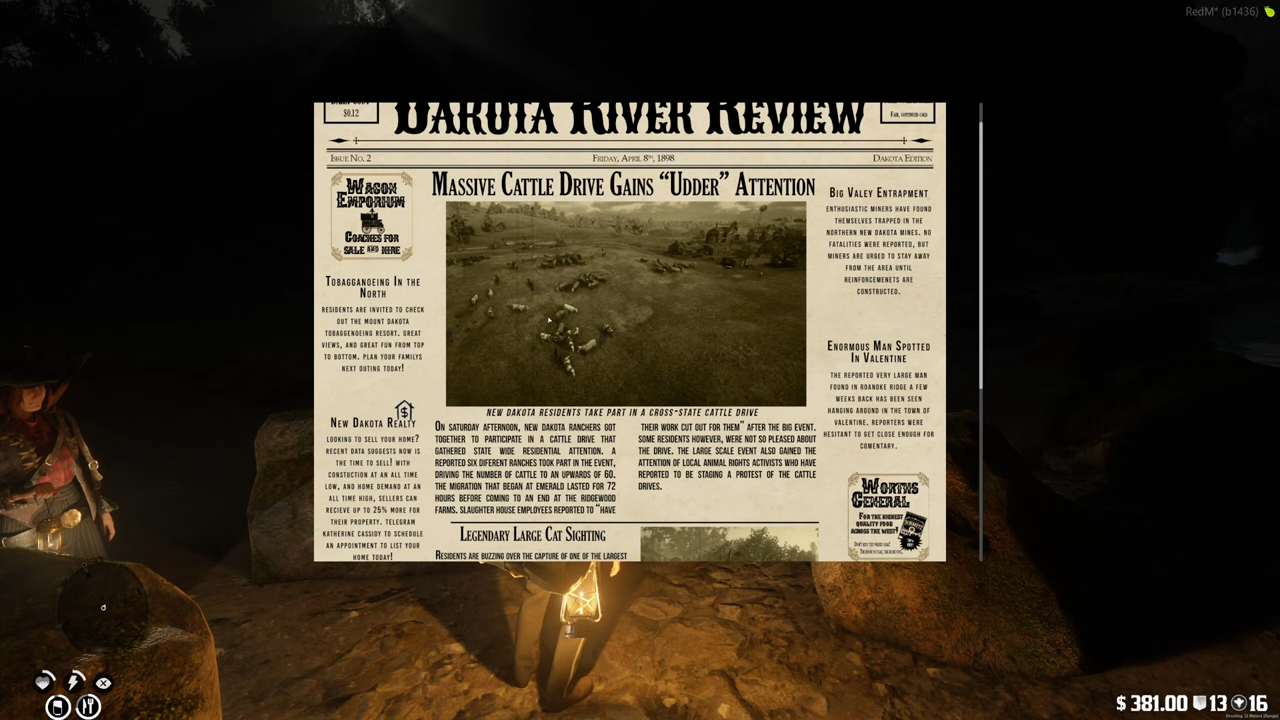 RedM* (b1436)
$0.12
DAKOTA RIVER REVIEW
ISSUE NO. 2
FRIDAY, APRIL 8TH, 1898
DAKOTA EDITION
WAGON
EMPORIUM
COACHES FOR
SALE AND HIRE
TOBAGGANOEING IN THE
NORTH
RESIDENTS ARE INVITED TO CHECK
OUT THE MOUNT DAKOTA
TOBAGGENOEING RESORT. GREAT
VIEWS, AND GREAT FUN FROM TOP
TO BOTTOM. PLAN YOUR FAMILYS
NEXT OUTING TODAY!
$
NEW DAKOTA REALTY
LOOKING TO SELL YOUR HOME?
RECENT DATA SUGGESTS NOW IS
THE TIME TO SELL! WITH
CONSTCTION AT AN ALL TIME
LOW, AND HOME DEMAND AT AN
ALL TIME HIGH, SELLERS CAN
RECIEVE UP TO 25% MORE FOR
THEIR PROPERTY. TELEGRAM
KATHERINE CASSIDY TO SCHEDULE
AN APPOINTMENT TO LIST YOUR
HOME TODAY!
MASSIVE CATTLE DRIVE GAINS "UDDER" ATTENTION
NEW DAKOTA RESIDENTS TAKE PART IN A CROSS-STATE CATTLE DRIVE
ON SATURDAY AFTERNOON, NEW DAKOTA RANCHERS GOT
TOGETHER TO PARTICIPATE IN A CATTLE DRIVE THAT
GATHERED STATE WIDE RESIDENTIAL ATTENTION. A
REPORTED SIX DIFERENT RANCHES TOOK PART IN THE EVENT,
DRIVING THE NUMBER OF CATTLE TO AN UPWARDS OF 60.
THE MIGRATION THAT BEGAN AT EMERALD LASTED FOR 72
HOURS BEFORE COMING TO AN END AT THE RIDGEWOOD
FARMS. SLAUGHTER HOUSE EMPLOYEES REPORTED TO "HAVE
THEIR WORK CUT OUT FOR THEM" AFTER THE BIG EVENT.
SOME RESIDENTS HOWEVER, WERE NOT SO PLEASED ABOUT
THE DRIVE. THE LARGE SCALE EVENT ALSO GAINED THE
ATTENTION OF LOCAL ANIMAL RIGHTS ACTIVISTS WHO HAVE
REPORTED TO BE STAGING A PROTEST OF THE CATTLE
DRIVES.
LEGENDARY LARGE CAT SIGHTING
RESIDENTS ARE BUZZING OVER THE CAPTURE OF ONE OF THE LARGEST
BIG VALEY ENTRAPMENT
ENTHUSIASTIC MINERS HAVE FOUND
THEMSELVES TRAPPED IN THE
NORTHERN NEW DAKOTA MINES. NO
FATALITIES WERE REPORTED, BUT
MINERS ARE URGED TO STAY AWAY
FROM THE AREA UNTIL
REINFORCEMENETS ARE
CONSTRUCTED.
ENORMOUS MAN SPOTTED
IN VALENTINE
THE REPORTED VERY LARGE MAN
FOUND IN ROANOKE RIDGE A FEW
WEEKS BACK HAS BEEN SEEN
HANGING AROUND IN THE TOWN OF
VALENTINE. REPORTERS WERE
HESITANT TO GET CLOSE ENOUGH FOR
COMENTARY.
WORTHS
GENERAL
FOR THE HIGHEST
QUALITY FOOD
ACROSS THE WEST!
$ 381.00 13 16